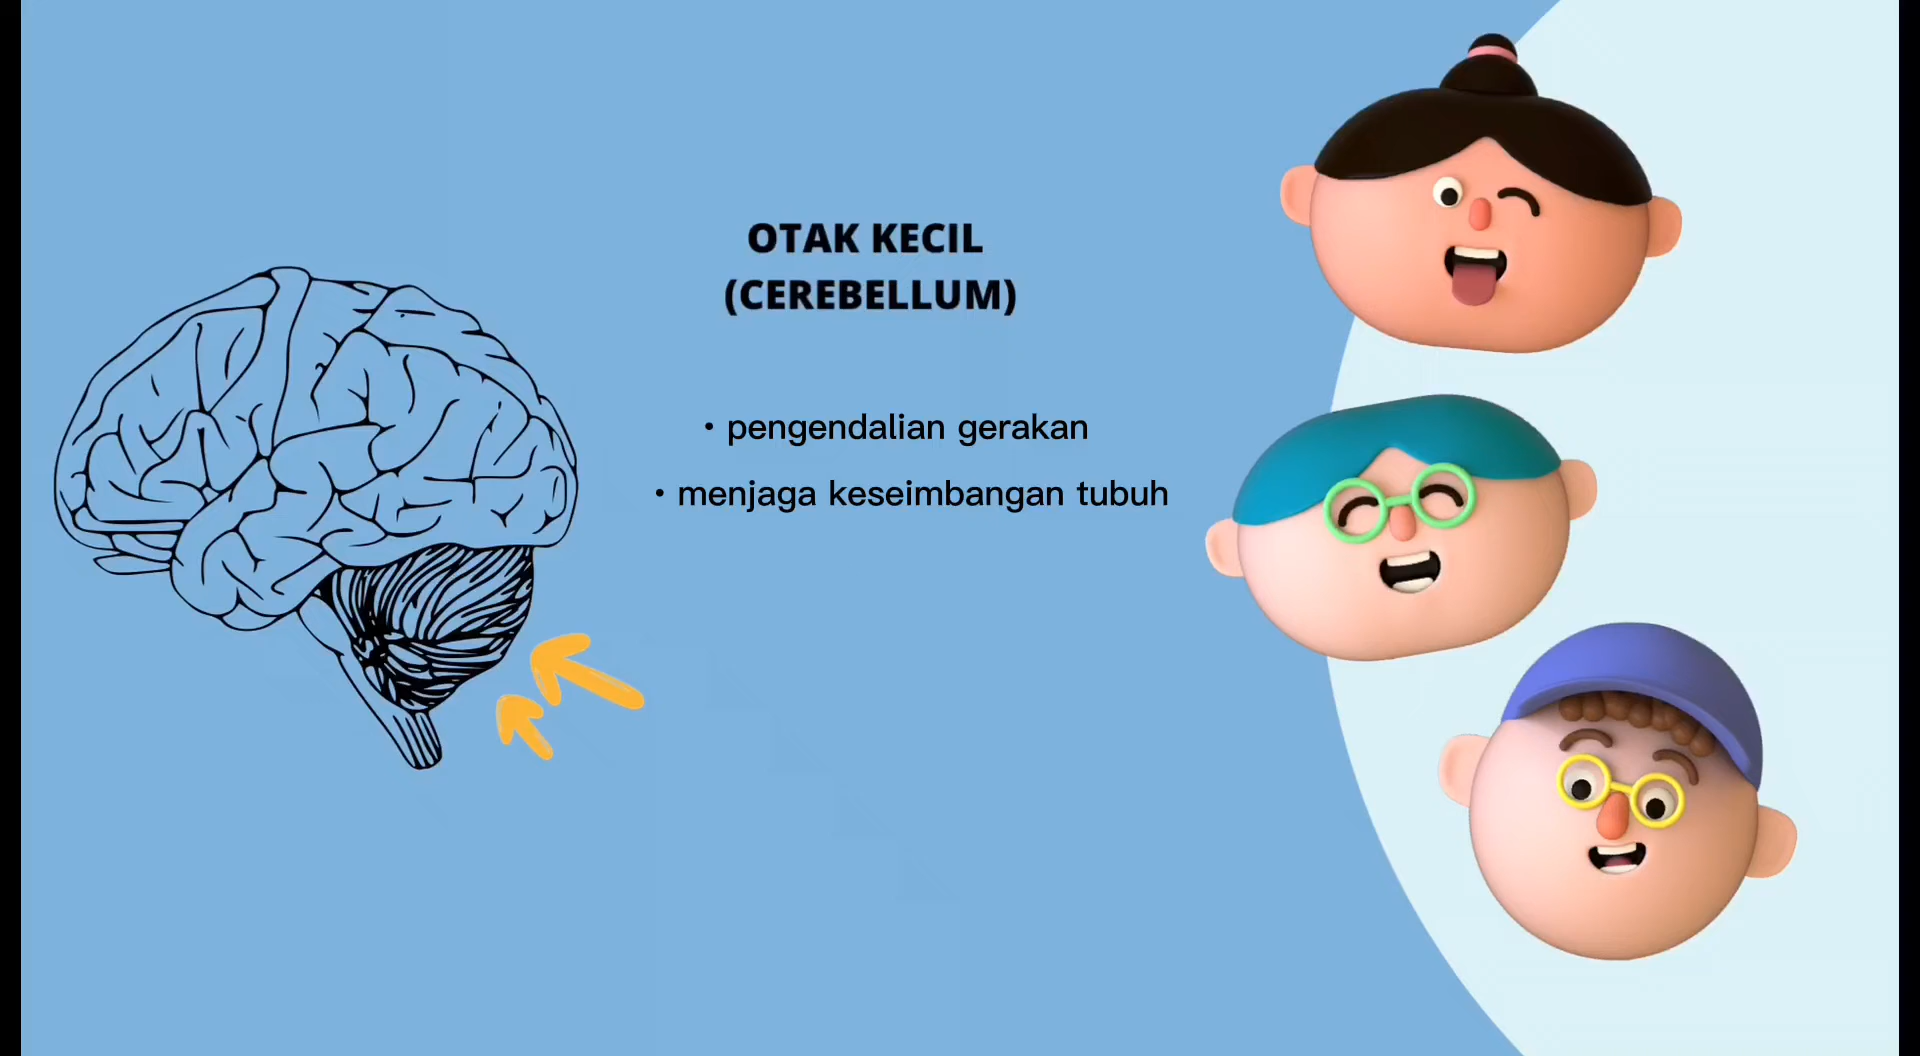 OTAK KECIL
(CEREBELLUM)
• pengendalian gerakan
• menjaga keseimbangan tubuh